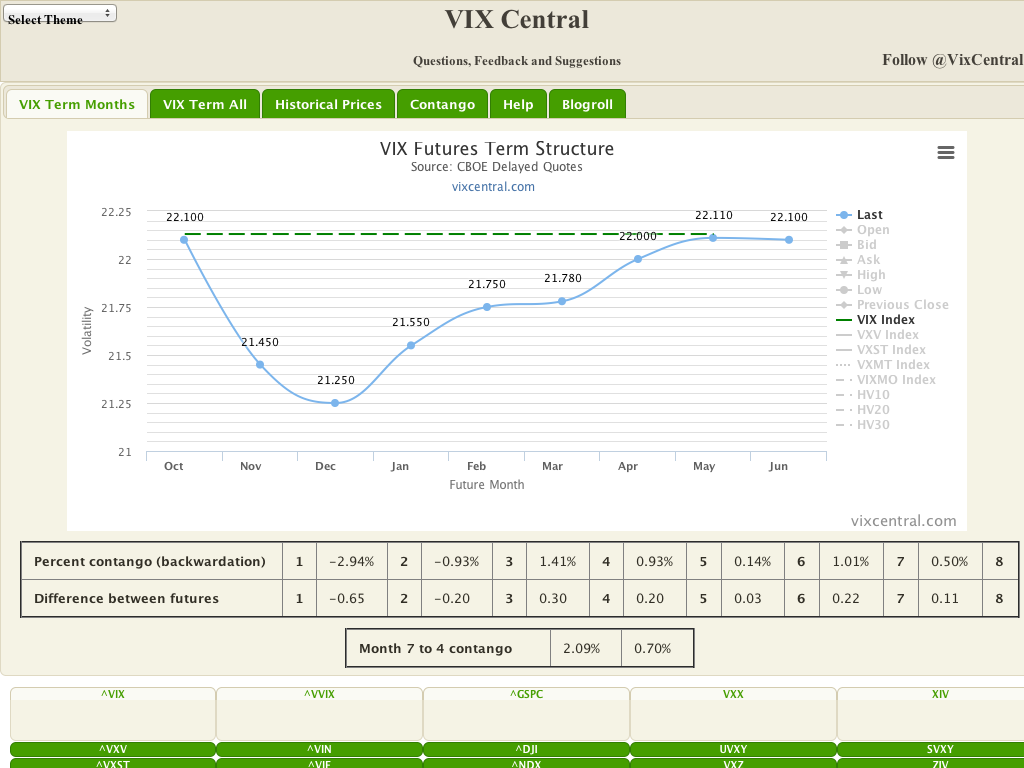 Select Theme
VIX Central
Questions, Feedback and Suggestions
Follow @VixCentral
VIX Term Months
VIX Term All
Historical Prices
Contango
Help
Blogroll
VIX Futures Term Structure
Source: CBOE Delayed Quotes
vixcentral.com
Volatility
22.25
22
21.75
21.5
21.25
21
22.100
21.450
21.250
21.550
21.750
21.780
22.000
22.110
22.100
Oct Nov Dec Jan Feb Mar Apr May Jun
Future Month
Last
Open
Bid
Ask
High
Low
Previous Close
VIX Index
VXV Index
VXST Index
VXMT Index
VIXMO Index
HV10
HV20
HV30
vixcentral.com
Percent contango (backwardation) 1 -2.94% 2 -0.93% 3 1.41% 4 0.93% 5 0.14% 6 1.01% 7 0.50% 8
Difference between futures 1 -0.65 2 -0.20 3 0.30 4 0.20 5 0.03 6 0.22 7 0.11 8
Month 7 to 4 contango 2.09% 0.70%
^VIX ^VVIX ^GSPC VXX XIV
^VXV ^VIN ^DJI UVXY SVXY
^VXST ^VIF ^NDX VXZ ZIV